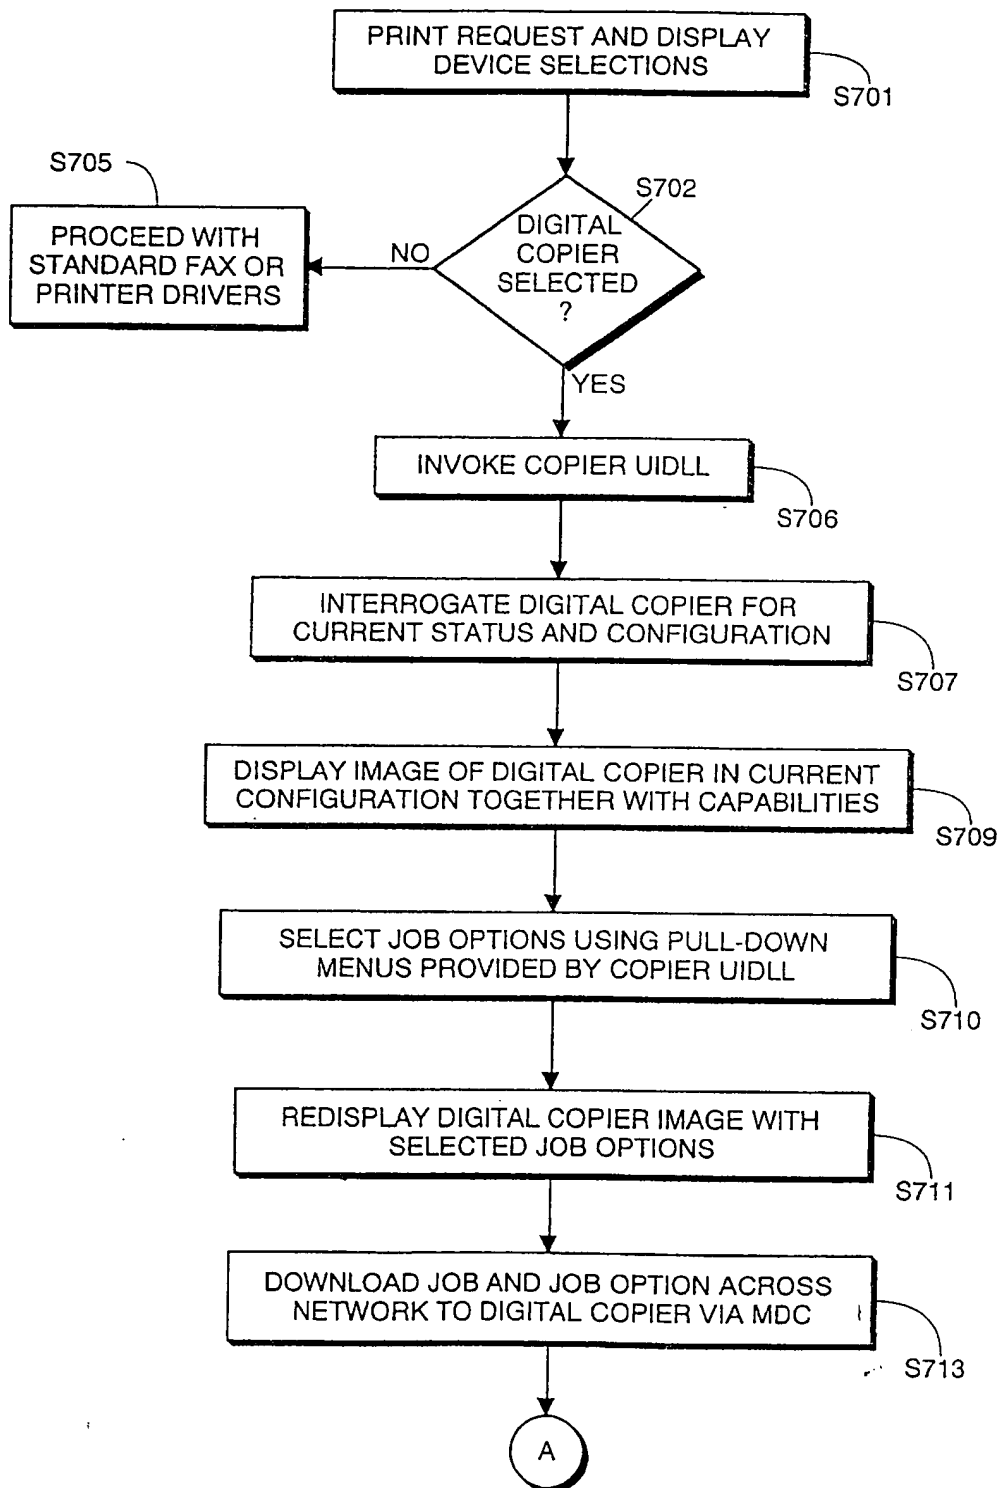 PRINT REQUEST AND DISPLAY
DEVICE SELECTIONS
S701
S705
S702
PROCEED WITH
STANDARD FAX OR
PRINTER DRIVERS
NO
DIGITAL
COPIER
SELECTED
?
YES
INVOKE COPIER UIDLL
S706
INTERROGATE DIGITAL COPIER FOR
CURRENT STATUS AND CONFIGURATION
S707
DISPLAY IMAGE OF DIGITAL COPIER IN CURRENT
CONFIGURATION TOGETHER WITH CAPABILITIES
S709
SELECT JOB OPTIONS USING PULL-DOWN
MENUS PROVIDED BY COPIER UIDLL
S710
REDISPLAY DIGITAL COPIER IMAGE WITH
SELECTED JOB OPTIONS
S711
DOWNLOAD JOB AND JOB OPTION ACROSS
NETWORK TO DIGITAL COPIER VIA MDC
S713
A